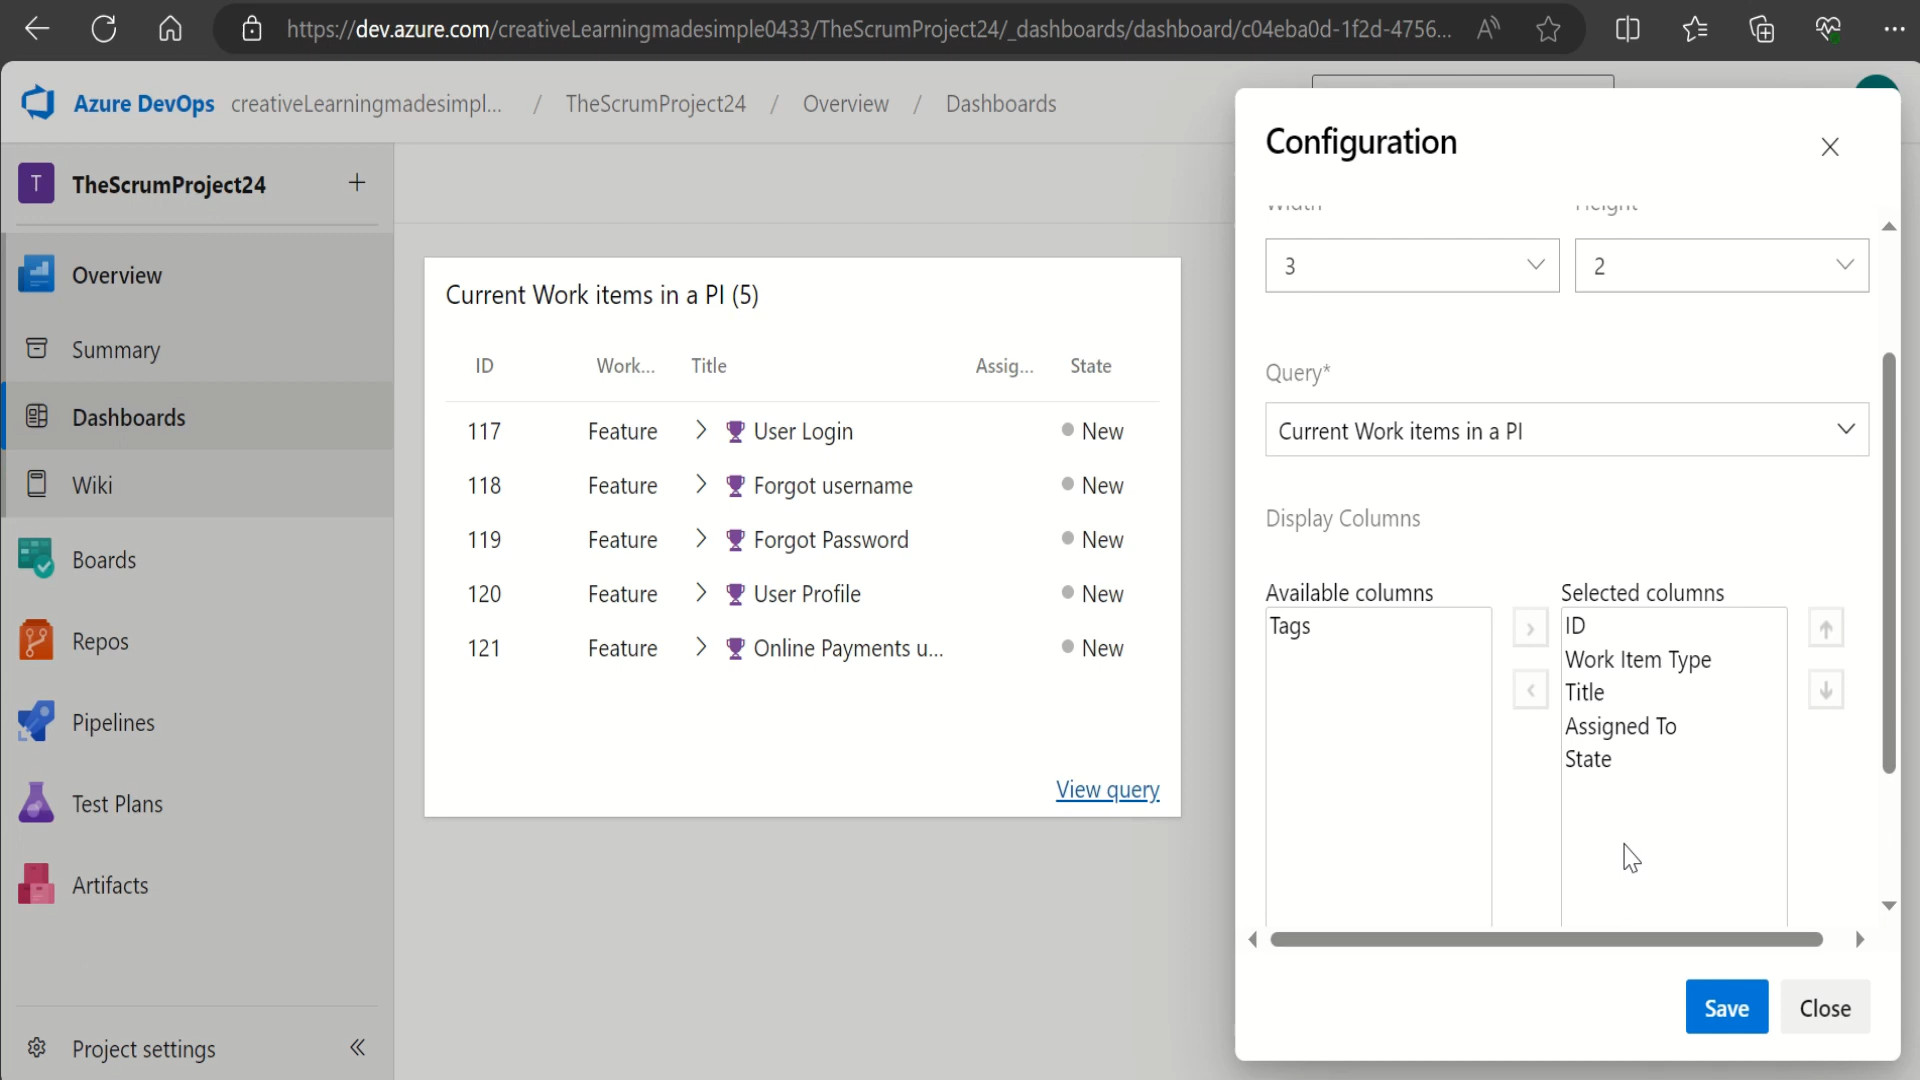 https://dev.azure.com/creativeLearningmadesimple0433/TheScrumProject24/_dashboards/dashboard/c04eba0d-1f2d-4756...
Azure DevOps creativeLearningmadesimpl... / TheScrumProject24 / Overview / Dashboards
T TheScrumProject24
Overview
Summary
Dashboards
Wiki
Boards
Repos
Pipelines
Test Plans
Artifacts
Project settings
Current Work items in a PI (5)
ID Work... Title Assig... State
117 Feature User Login New
118 Feature Forgot username New
119 Feature Forgot Password New
120 Feature User Profile New
121 Feature Online Payments u... New
View query
Configuration
Width Height
3 2
Query*
Current Work items in a PI
Display Columns
Available columns Selected columns
Tags ID
Work Item Type
Title
Assigned To
State
Save Close